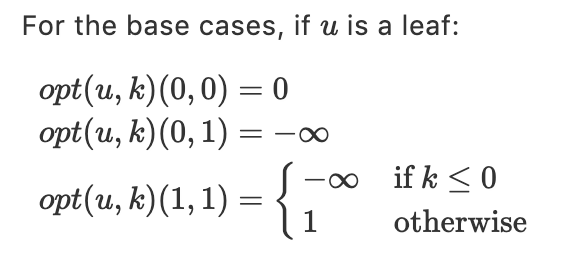 For the base cases, if u is a leaf:
opt(u, k)(0, 0) = 0
opt(u, k)(0, 1) = −∞
opt(u, k)(1, 1) = { −∞ if k ≤ 0
1 otherwise